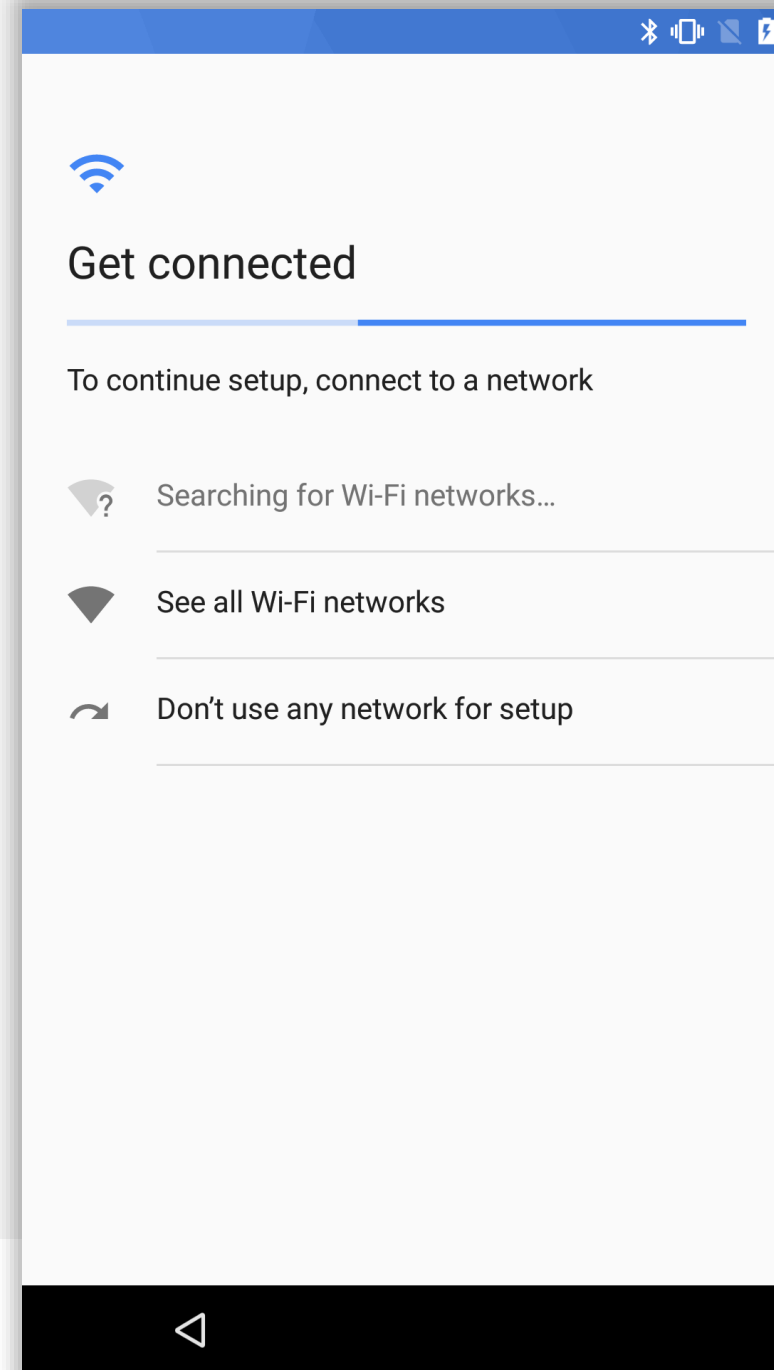 Get connected
To continue setup, connect to a network
Searching for Wi-Fi networks…
See all Wi-Fi networks
Don’t use any network for setup